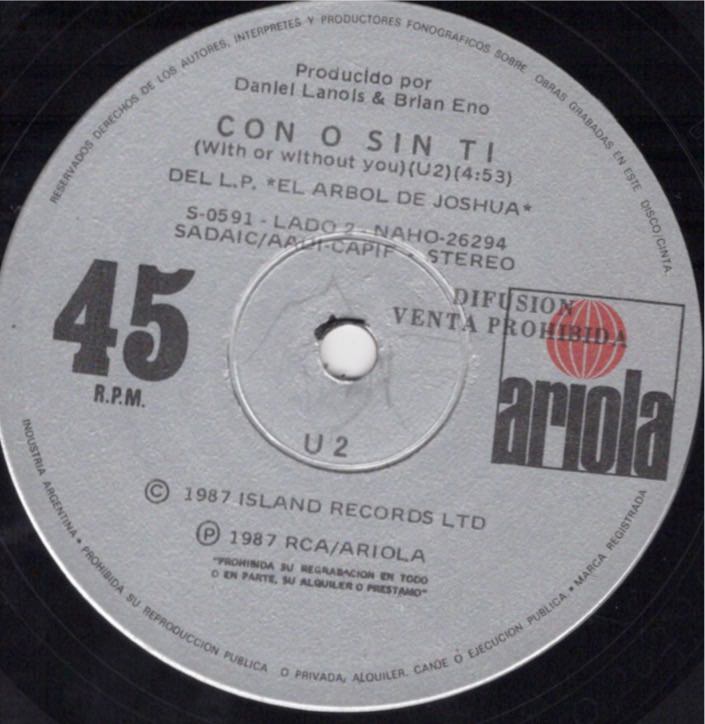 RESERVADOS DERECHOS DE LOS AUTORES, INTERPRETES Y PRODUCTORES FONOGRAFICOS SOBRE OBRAS GRABADAS EN ESTE DISCO/CINTA.
Producido por
Daniel Lanois & Brian Eno
CON O SIN TI
(With or without you)(U2)(4:53)
DEL L.P. *EL ARBOL DE JOSHUA*
S-0591 - LADO 2 - NAHO-26294
SADAIC/AADI-CAPIF - STEREO
45
R.P.M.
DIFUSION
VENTA PROHIBIDA
ariola
U2
© 1987 ISLAND RECORDS LTD
Ⓟ 1987 RCA/ARIOLA
"PROHIBIDA SU REGRABACION EN TODO
O EN PARTE, SU ALQUILER O PRESTAMO"
INDUSTRIA ARGENTINA • PROHIBIDA SU REPRODUCCION PUBLICA O PRIVADA, ALQUILER, CANJE O EJECUCION PUBLICA • MARCA REGISTRADA